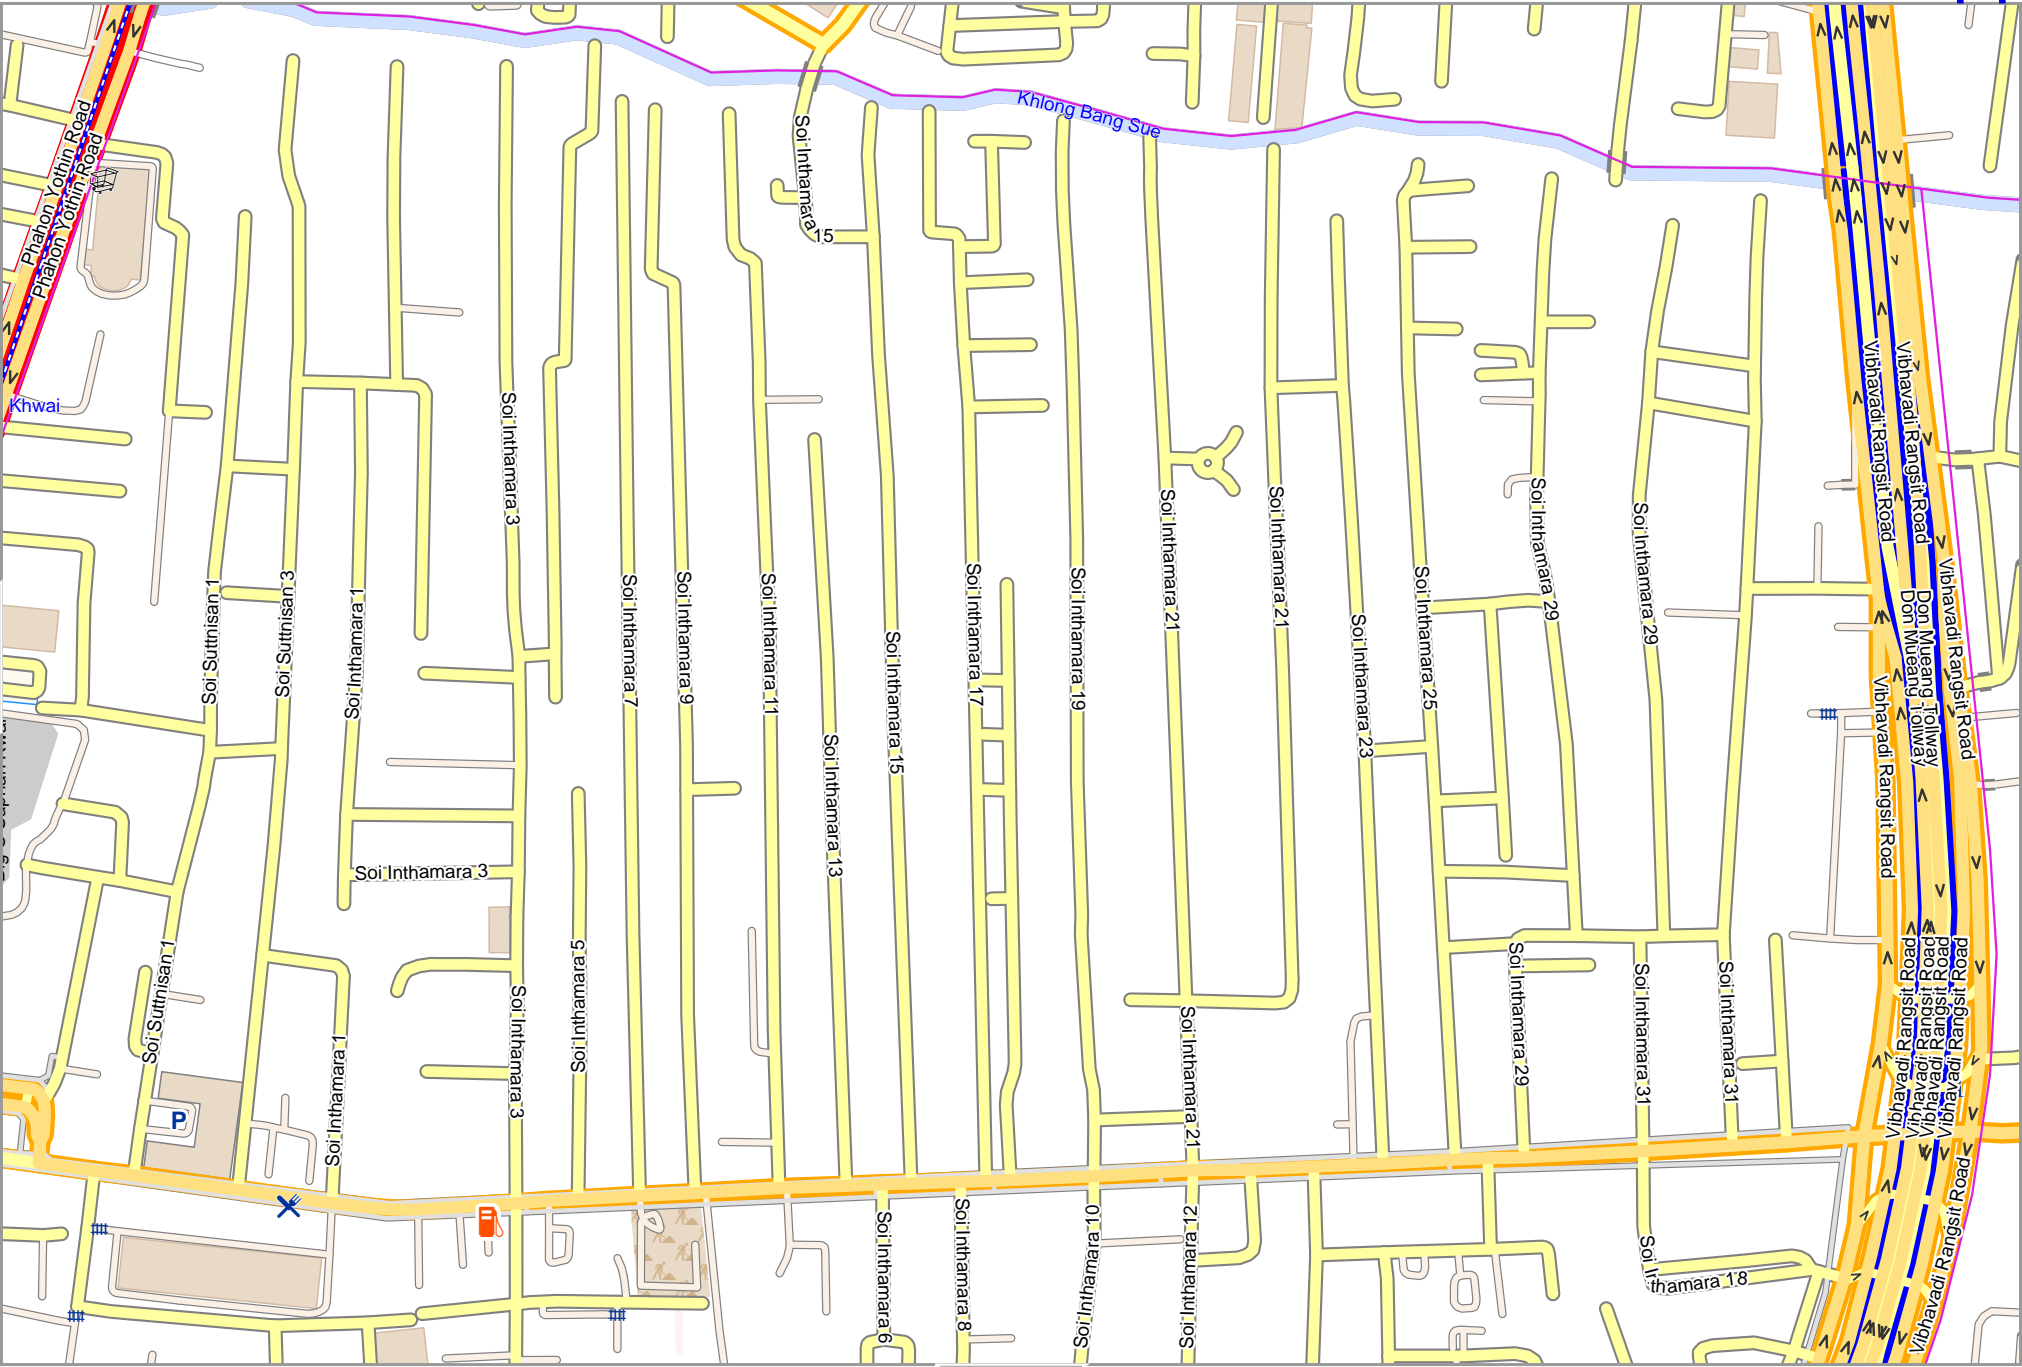 Khlong Bang Sue
Phahon Yothin Road
Phahon Yothin Road
Soi Inthamara 15
Khwai
Soi Inthamara 3
Vibhavadi Rangsit Road
Vibhavadi Rangsit Road
Soi Inthamara 21
Soi Inthamara 21
Soi Inthamara 29
Soi Inthamara 29
Soi Suttnisan 1
Soi Suttnisan 3
Soi Inthamara 1
Soi Inthamara 7
Soi Inthamara 9
Soi Inthamara 11
Soi Inthamara 15
Soi Inthamara 17
Soi Inthamara 19
Soi Inthamara 23
Soi Inthamara 25
Don Mueang Tollway
Don Mueang Tollway
Vibhavadi Rangsit Road
Vibhavadi Rangsit Road
Soi Inthamara 13
Soi Inthamara 3
Soi Suttnisan 1
Soi Inthamara 1
Soi Inthamara 3
Soi Inthamara 5
Soi Inthamara 21
Soi Inthamara 29
Soi Inthamara 31
Soi Inthamara 31
Vibhavadi Rangsit Road
Vibhavadi Rangsit Road
Vibhavadi Rangsit Road
Vibhavadi Rangsit Road
P
Soi Inthamara 6
Soi Inthamara 8
Soi Inthamara 10
Soi Inthamara 12
Soi Inthamara 18
Vibhavadi Rangsit Road